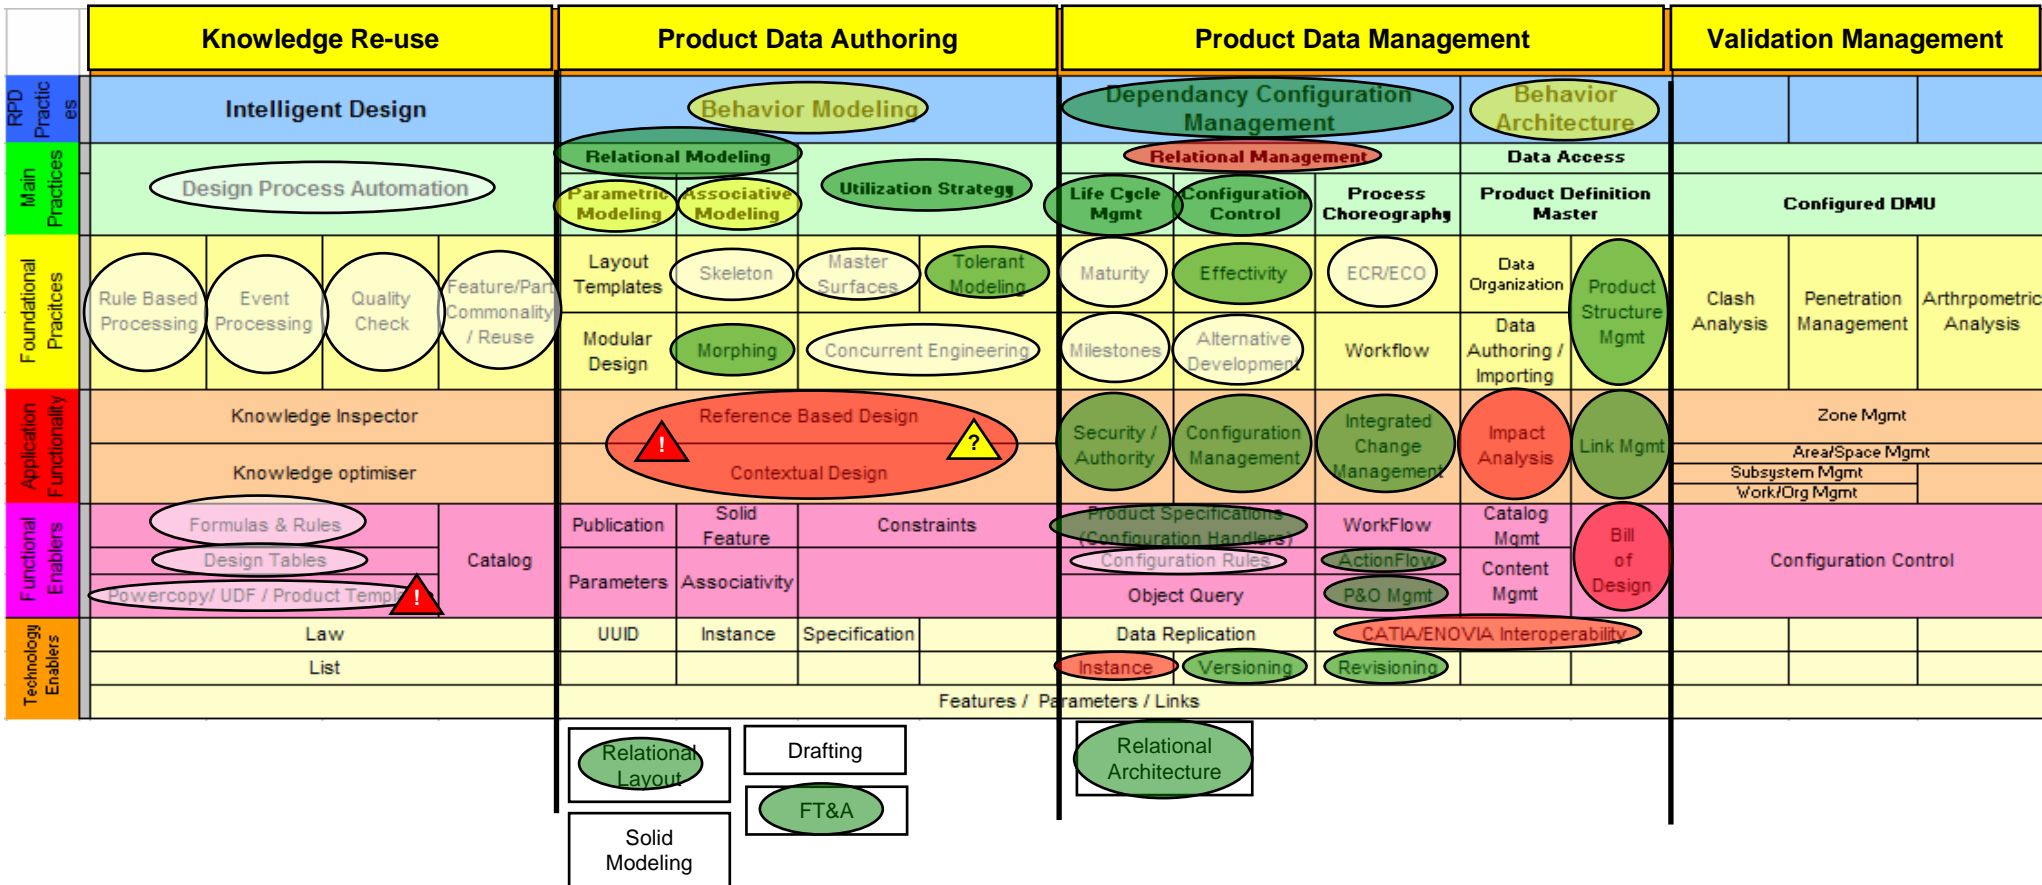 Knowledge Re-use
Product Data Authoring
Product Data Management
Validation Management
RPD
Practic
es
Intelligent Design
Behavior Modeling
Dependancy Configuration
Management
Behavior
Architecture
Main
Practices
Design Process Automation
Relational Modeling
Parametric
Modeling
Associative
Modeling
Utilization Strategy
Relational Management
Life Cycle
Mgmt
Configuration
Control
Process
Choreography
Data Access
Product Definition
Master
Configured DMU
Foundational
Pracitces
Rule Based
Processing
Event
Processing
Quality
Check
Feature/Part
Commonality
/ Reuse
Layout
Templates
Skeleton
Master
Surfaces
Tolerant
Modeling
Modular
Design
Morphing
Concurrent Engineering
Maturity
Effectivity
ECR/ECO
Data
Organization
Product
Structure
Mgmt
Milestones
Alternative
Development
Workflow
Data
Authoring /
Importing
Clash
Analysis
Penetration
Management
Arthrpometric
Analysis
Application
Functionality
Knowledge Inspector
Knowledge optimiser
Reference Based Design
!
?
Contextual Design
Security /
Authority
Configuration
Management
Integrated
Change
Management
Impact
Analysis
Link Mgmt
Zone Mgmt
Area/Space Mgmt
Subsystem Mgmt
Work/Org Mgmt
Functional
Enablers
Formulas & Rules
Design Tables
Powercopy/ UDF / Product
!
Catalog
Publication
Solid
Feature
Constraints
Parameters
Associativity
Product Specifications
(Configuration Handlers)
Configuration Rules
Object Query
WorkFlow
ActionFlow
P&O Mgmt
Catalog
Mgmt
Content
Mgmt
Bill
of
Design
Configuration Control
Technology
Enablers
Law
List
UUID
Instance
Specification
Data Replication
CATIA/ENOVIA Interoperability
Instance
Versioning
Revisioning
Features / Parameters / Links
Relational
Layout
Drafting
FT&A
Solid
Modeling
Relational
Architecture